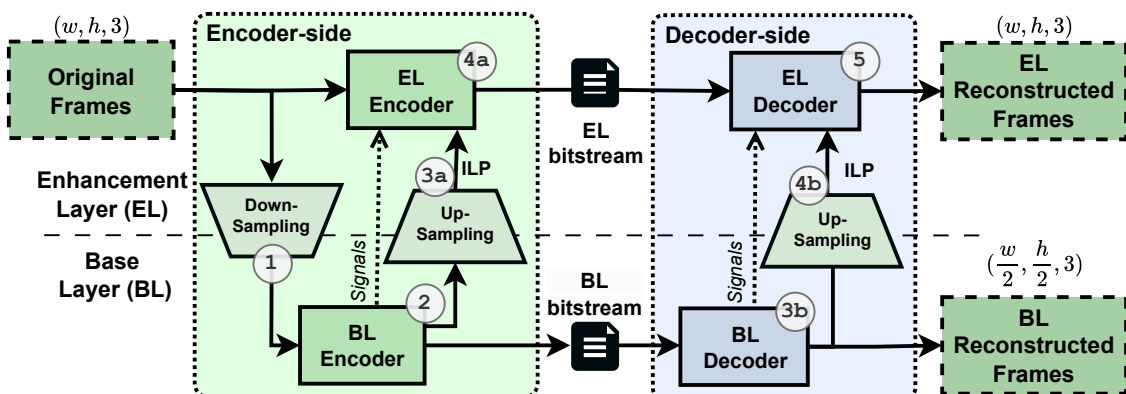 (w, h, 3)
Original
Frames
Encoder-side
4a
EL
Encoder
EL
bitstream
Decoder-side
5
EL
Decoder
(w, h, 3)
EL
Reconstructed
Frames
Enhancement
Layer (EL)
Down-
Sampling
1
3a
ILP
Up-
Sampling
4b
ILP
Up-
Sampling
Base
Layer (BL)
Signals
2
BL
Encoder
BL
bitstream
Signals
3b
BL
Decoder
(w/2, h/2, 3)
BL
Reconstructed
Frames